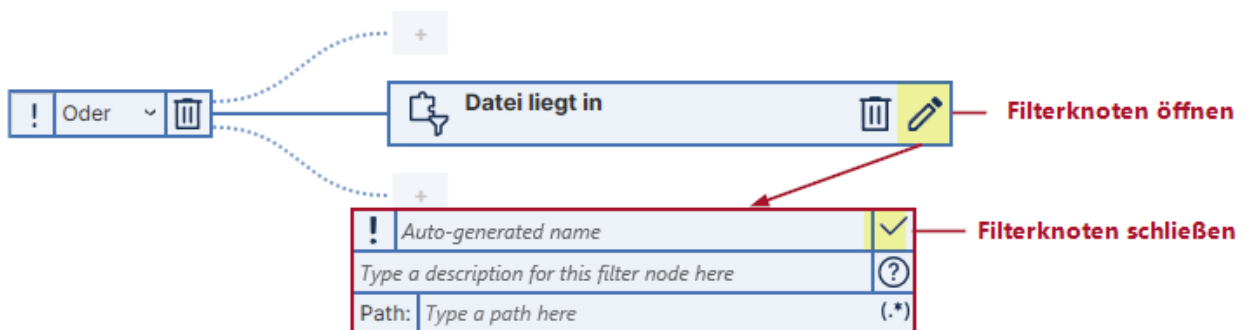 +
! Oder
Datei liegt in
Filterknoten öffnen
+
! Auto-generated name
Filterknoten schließen
Type a description for this filter node here
?
Path: Type a path here (.*)